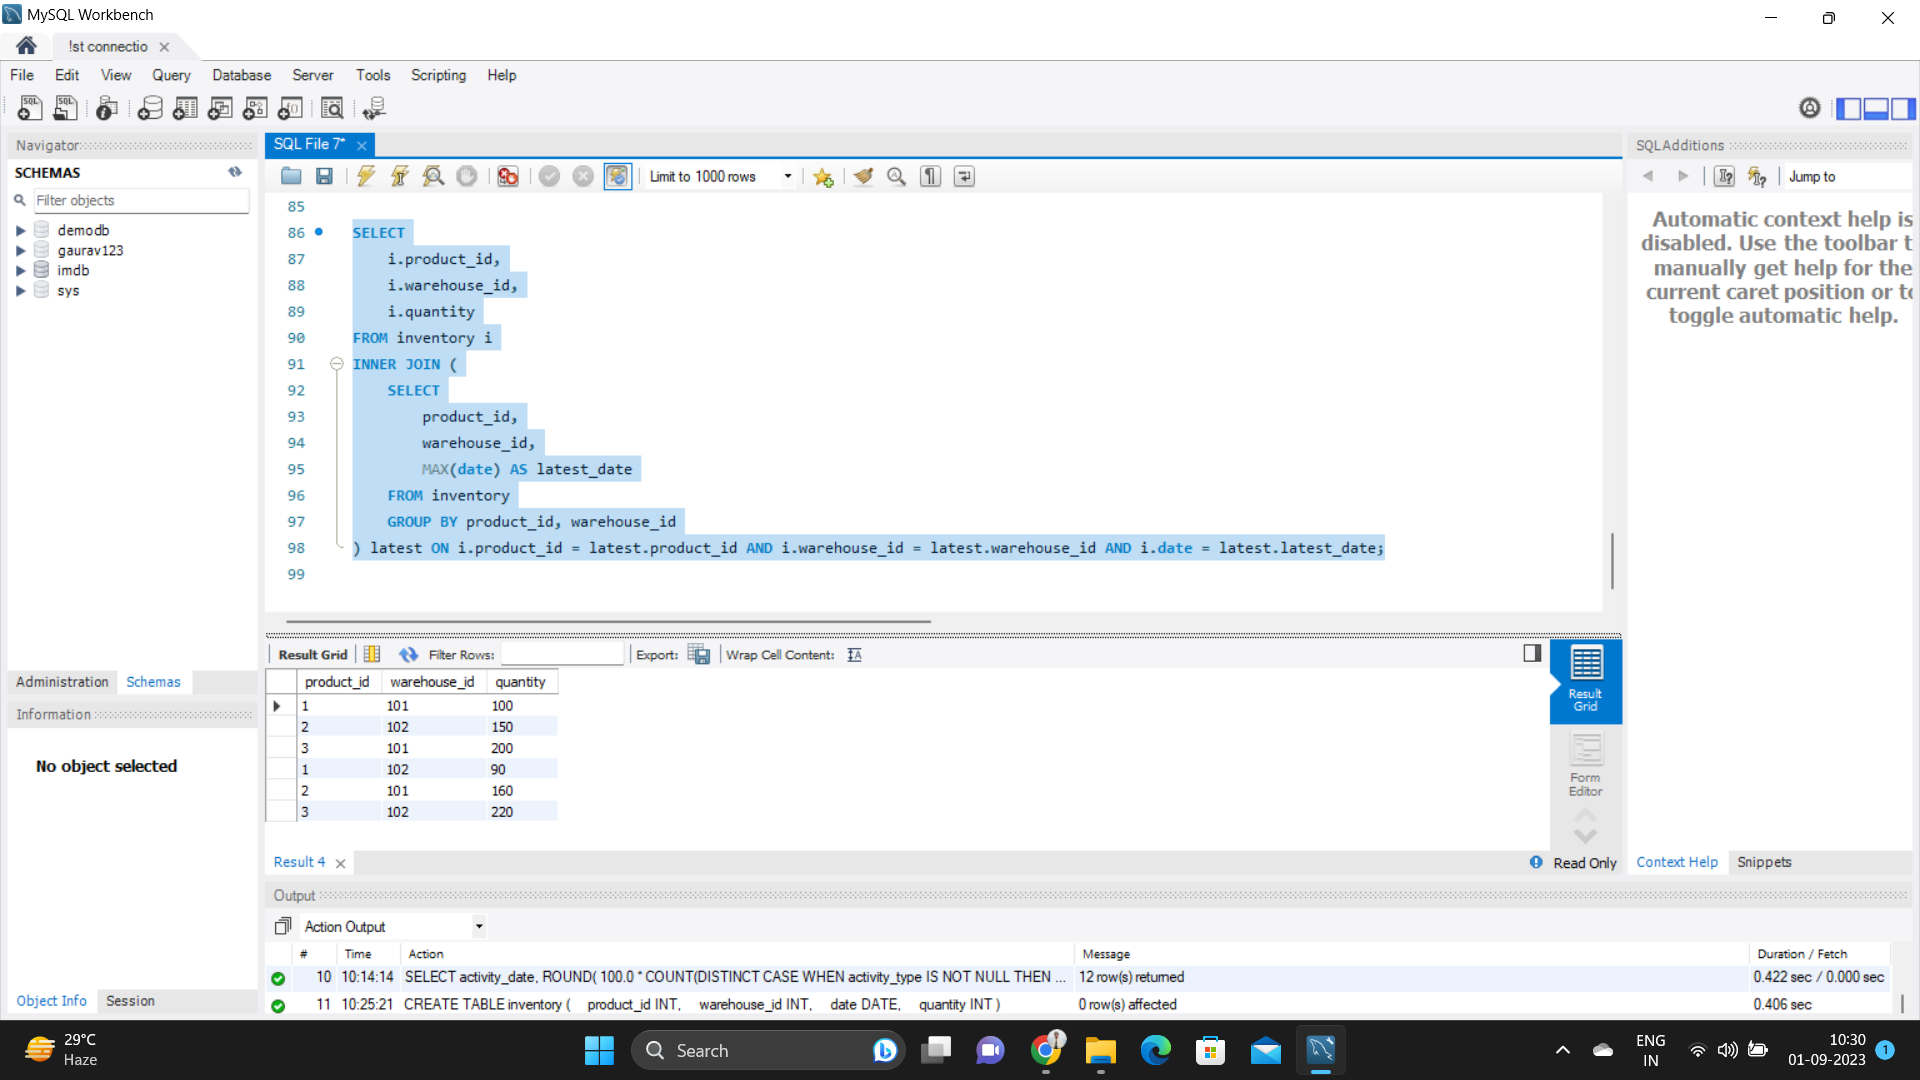 MySQL Workbench
!st connectio
File Edit View Query Database Server Tools Scripting Help
Navigator
SCHEMAS
Filter objects
demodb
gaurav123
imdb
sys
Administration Schemas
Information
No object selected
Object Info Session
SQL File 7*
Limit to 1000 rows
85
86 SELECT
87 i.product_id,
88 i.warehouse_id,
89 i.quantity
90 FROM inventory i
91 INNER JOIN (
92 SELECT
93 product_id,
94 warehouse_id,
95 MAX(date) AS latest_date
96 FROM inventory
97 GROUP BY product_id, warehouse_id
98 ) latest ON i.product_id = latest.product_id AND i.warehouse_id = latest.warehouse_id AND i.date = latest.latest_date;
99
Result Grid Filter Rows: Export: Wrap Cell Content:
product_id warehouse_id quantity
1 101 100
2 102 150
3 101 200
1 102 90
2 101 160
3 102 220
Result Grid
Form Editor
Result 4
Read Only
SQLAdditions
Jump to
Automatic context help is
disabled. Use the toolbar t
manually get help for the
current caret position or to
toggle automatic help.
Context Help Snippets
Output
Action Output
# Time Action Message Duration / Fetch
10 10:14:14 SELECT activity_date, ROUND( 100.0 * COUNT(DISTINCT CASE WHEN activity_type IS NOT NULL THEN ... 12 row(s) returned 0.422 sec / 0.000 sec
11 10:25:21 CREATE TABLE inventory ( product_id INT, warehouse_id INT, date DATE, quantity INT ) 0 row(s) affected 0.406 sec
29°C
Haze
Search
ENG
IN
10:30
01-09-2023
1